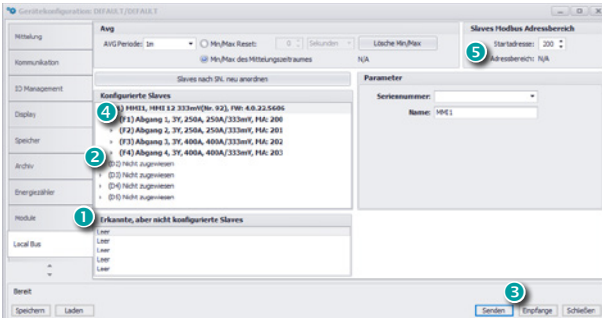 Gerätekonfiguration: DEFAULT/DEFAULT
Mittelung
Kommunikation
IO Management
Display
Speicher
Archiv
Energiezähler
Module
Local Bus
Avg
AVG Periode: 1m
Min/Max Reset: 0 Sekunden
Lösche Min/Max
Min/Max des Mittelungszeitraumes N/A
Slaves nach SN. neu anordnen
Konfigurierte Slaves
4
1) MMI1, MMI 12 333mV(Nr. 92), FW: 4.0.22.5606
(F1) Abgang 1, 3Y, 250A, 250A/333mV, MA: 200
(F2) Abgang 2, 3Y, 250A, 250A/333mV, MA: 201
(F3) Abgang 3, 3Y, 400A, 400A/333mV, MA: 202
(F4) Abgang 4, 3Y, 400A, 400A/333mV, MA: 203
2
(D2) Nicht zugewiesen
(D3) Nicht zugewiesen
(D4) Nicht zugewiesen
(D5) Nicht zugewiesen
1
Erkannte, aber nicht konfigurierte Slaves
Leer
Leer
Leer
Leer
Leer
Slaves Modbus Adressbereich
5
Startadresse: 200
Adressbereich: N/A
Parameter
Seriesnummer:
Name: MMI1
Bereit
3
Speichern
Laden
Senden
Empfange
Schließen